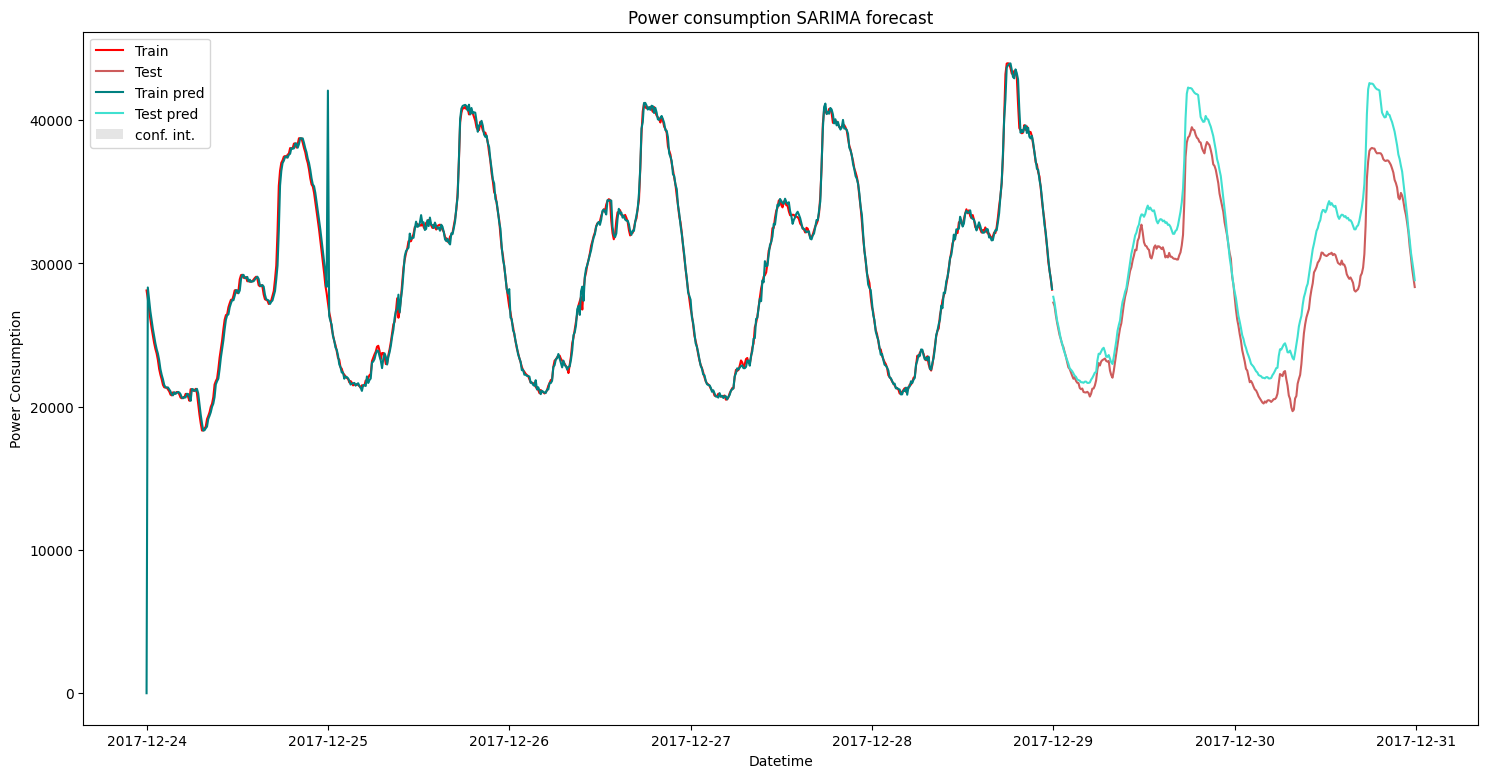 Power consumption SARIMA forecast
Train
Test
Train pred
Test pred
conf. int.
Power Consumption
40000
30000
20000
10000
0
2017-12-24
2017-12-25
2017-12-26
2017-12-27
2017-12-28
2017-12-29
2017-12-30
2017-12-31
Datetime